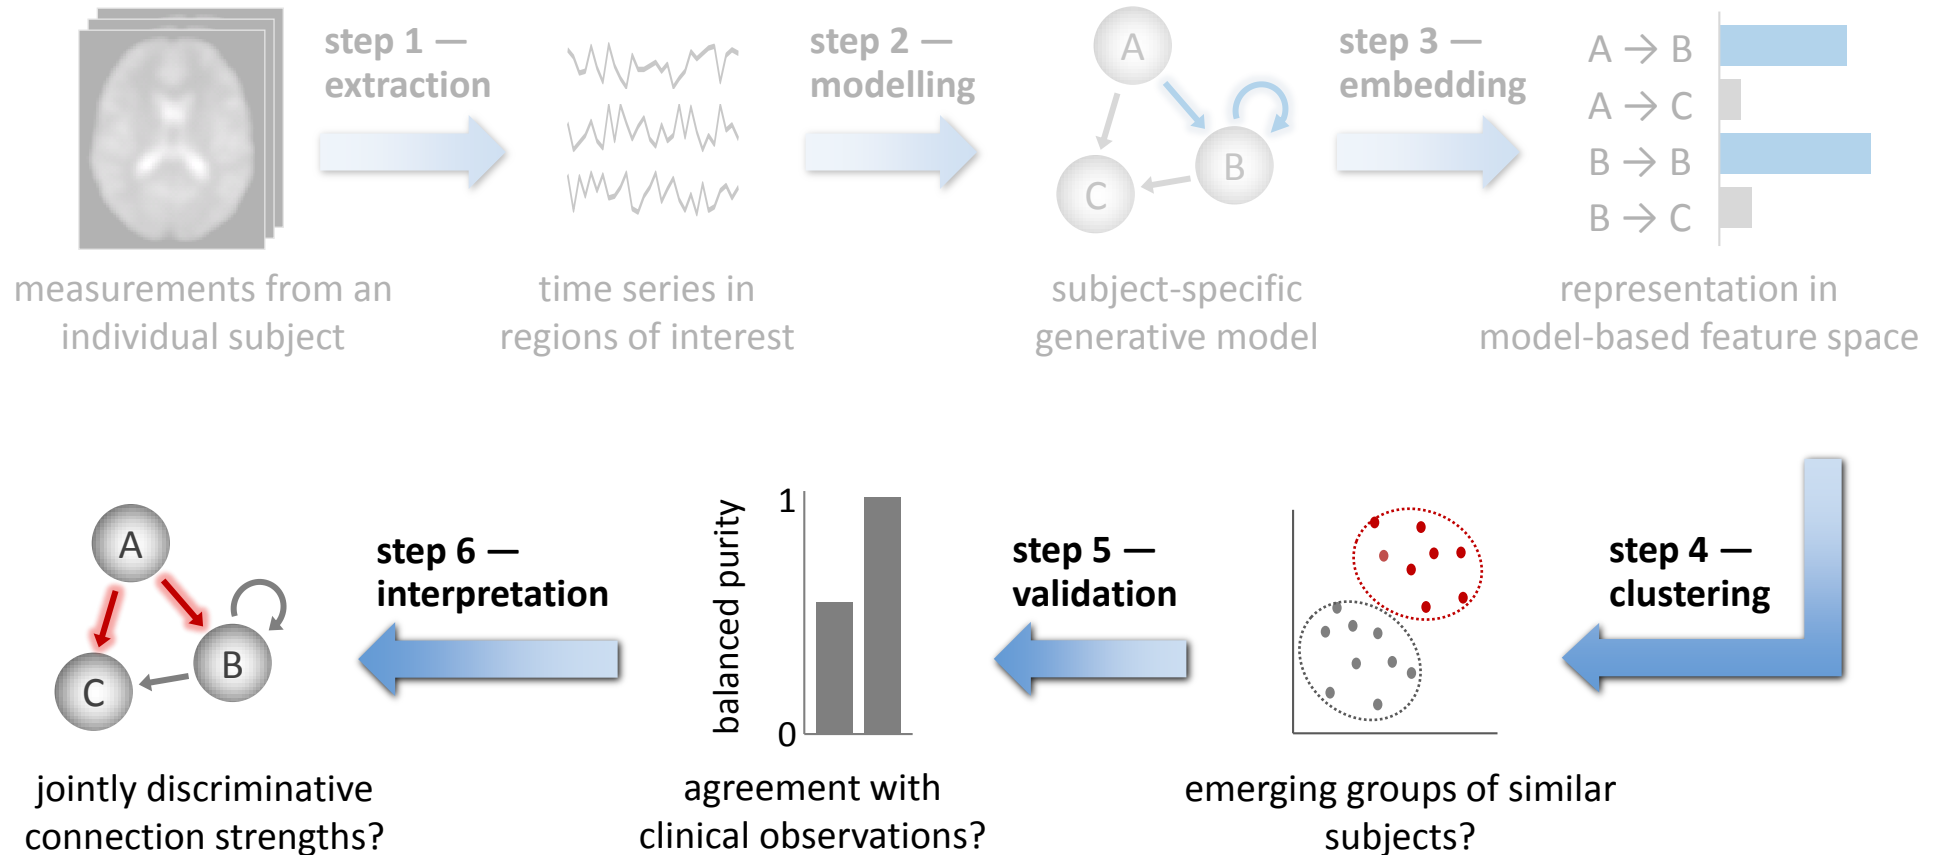 step 1 —
extraction
step 2 —
modelling
step 3 —
embedding
A
B
C
A → B
A → C
B → B
B → C
measurements from an
individual subject
time series in
regions of interest
subject-specific
generative model
representation in
model-based feature space
A
B
C
step 6 —
interpretation
balanced purity
1
0
step 5 —
validation
step 4 —
clustering
jointly discriminative
connection strengths?
agreement with
clinical observations?
emerging groups of similar
subjects?